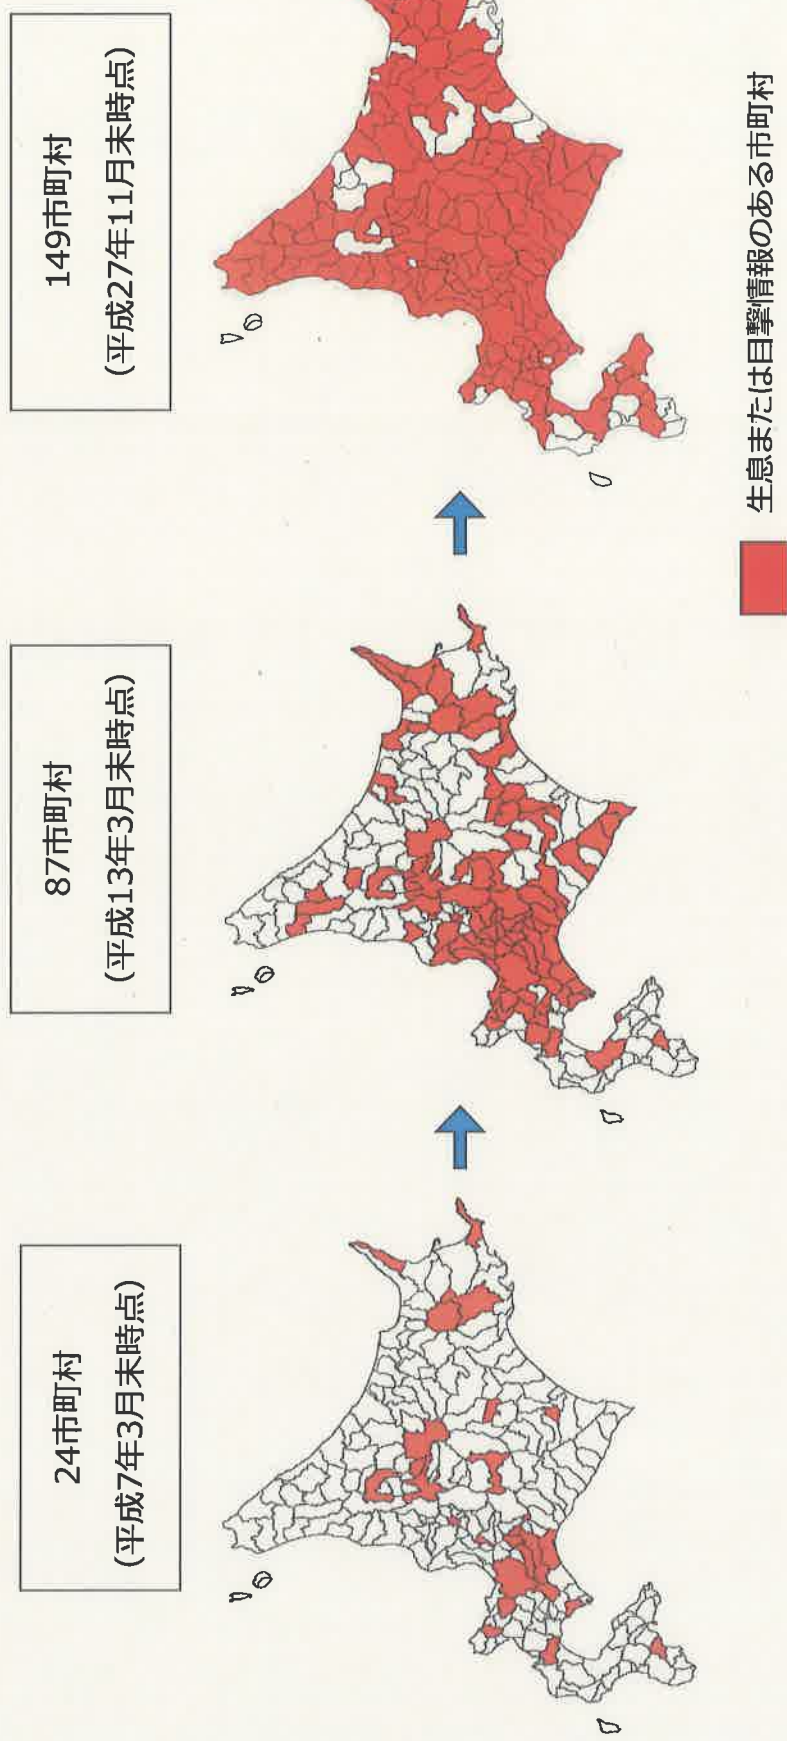 24市町村
(平成7年3月末時点)
87市町村
(平成13年3月末時点)
149市町村
(平成27年11月末時点)
生息または目撃情報のある市町村